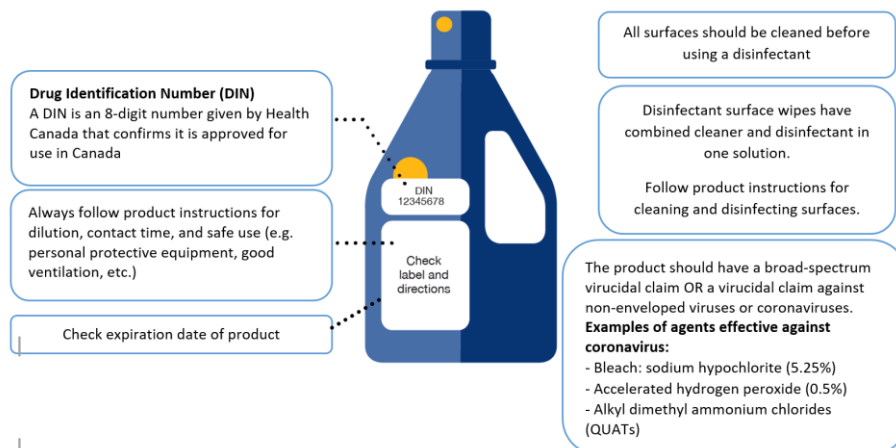 Drug Identification Number (DIN)
A DIN is an 8-digit number given by Health
Canada that confirms it is approved for
use in Canada
Always follow product instructions for
dilution, contact time, and safe use (e.g.
personal protective equipment, good
ventilation, etc.)
Check expiration date of product
DIN
12345678
Check
label and
directions
All surfaces should be cleaned before
using a disinfectant
Disinfectant surface wipes have
combined cleaner and disinfectant in
one solution.
Follow product instructions for
cleaning and disinfecting surfaces.
The product should have a broad-spectrum
virucidal claim OR a virucidal claim against
non-enveloped viruses or coronaviruses.
Examples of agents effective against
coronavirus:
- Bleach: sodium hypochlorite (5.25%)
- Accelerated hydrogen peroxide (0.5%)
- Alkyl dimethyl ammonium chlorides
(QUATs)